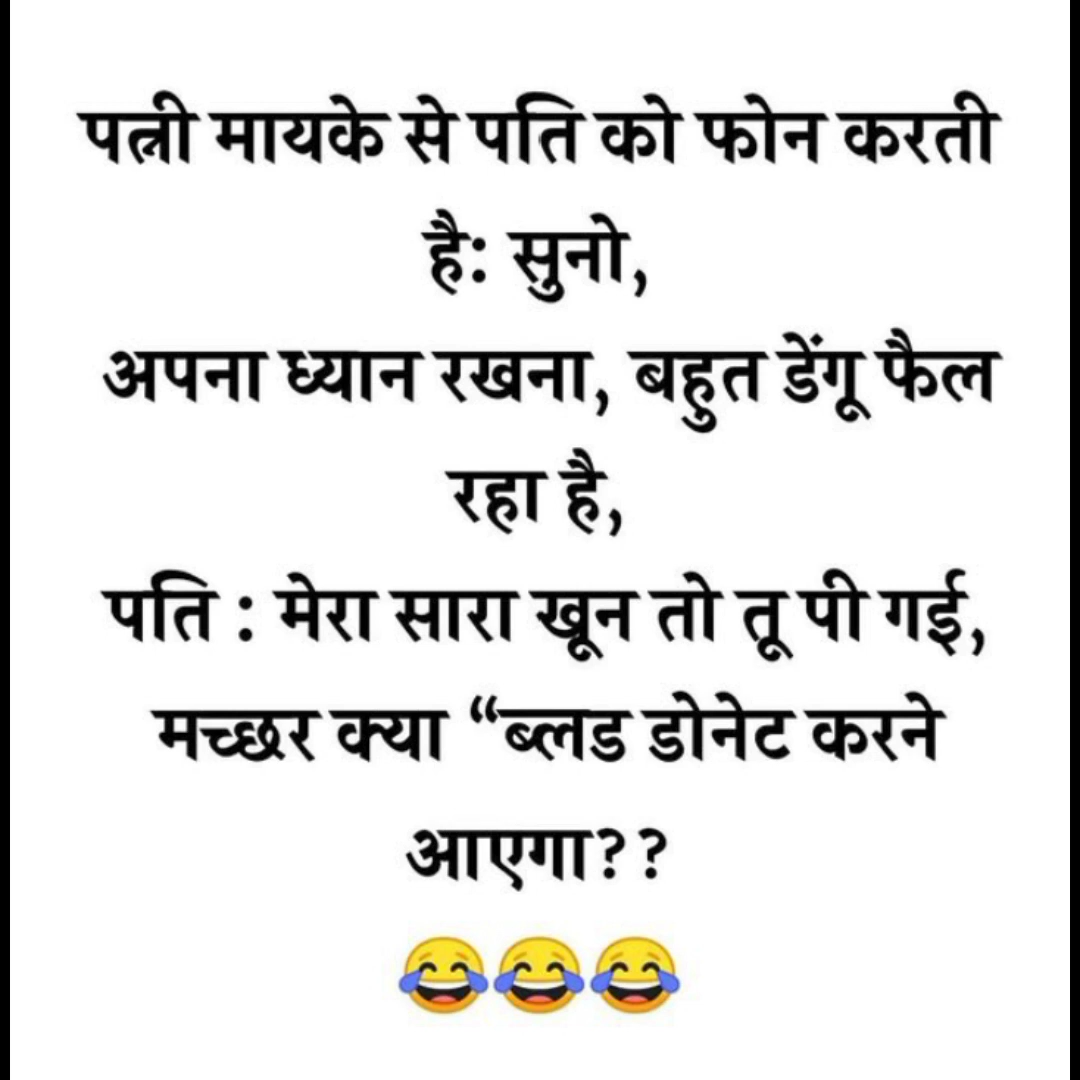 पत्नी मायके से पति को फोन करती
है: सुनो,
अपना ध्यान रखना, बहुत डेंगू फैल
रहा है,
पति : मेरा सारा खून तो तू पी गई,
मच्छर क्या “ब्लड डोनेट करने
आएगा??
😂😂😂